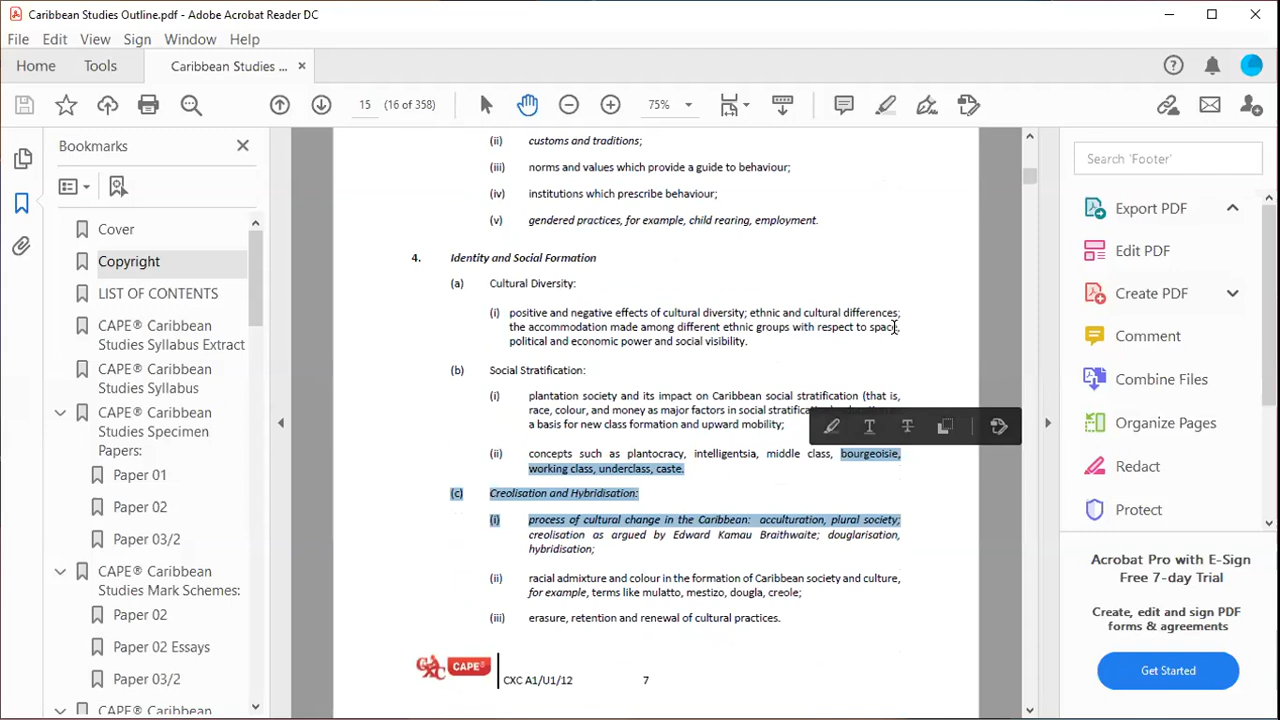 Caribbean Studies Outline.pdf - Adobe Acrobat Reader DC
File Edit View Sign Window Help
Home Tools Caribbean Studies ... ×
15 (16 of 358) 75%
Bookmarks
Cover
Copyright
LIST OF CONTENTS
CAPE® Caribbean
Studies Syllabus Extract
CAPE® Caribbean
Studies Syllabus
CAPE® Caribbean
Studies Specimen
Papers:
Paper 01
Paper 02
Paper 03/2
CAPE® Caribbean
Studies Mark Schemes:
Paper 02
Paper 02 Essays
Paper 03/2
CAPE® Caribbean
(ii) customs and traditions;
(iii) norms and values which provide a guide to behaviour;
(iv) institutions which prescribe behaviour;
(v) gendered practices, for example, child rearing, employment.
4. Identity and Social Formation
(a) Cultural Diversity:
(i) positive and negative effects of cultural diversity; ethnic and cultural differences;
the accommodation made among different ethnic groups with respect to space,
political and economic power and social visibility.
(b) Social Stratification:
(i) plantation society and its impact on Caribbean social stratification (that is,
race, colour, and money as major factors in social
a basis for new class formation and upward mobility;
(ii) concepts such as plantocracy, intelligentsia, middle class, bourgeoisie,
working class, underclass, caste.
(c) Creolisation and Hybridisation:
(i) process of cultural change in the Caribbean: acculturation, plural society;
creolisation as argued by Edward Kamau Braithwaite; douglarisation,
hybridisation;
(ii) racial admixture and colour in the formation of Caribbean society and culture,
for example, terms like mulatto, mestizo, dougla, creole;
(iii) erasure, retention and renewal of cultural practices.
CXC CAPE® CXC A1/U1/12 7
Search 'Footer'
Export PDF
Edit PDF
Create PDF
Comment
Combine Files
Organize Pages
Redact
Protect
Acrobat Pro with E-Sign
Free 7-day Trial
Create, edit and sign PDF
forms & agreements
Get Started